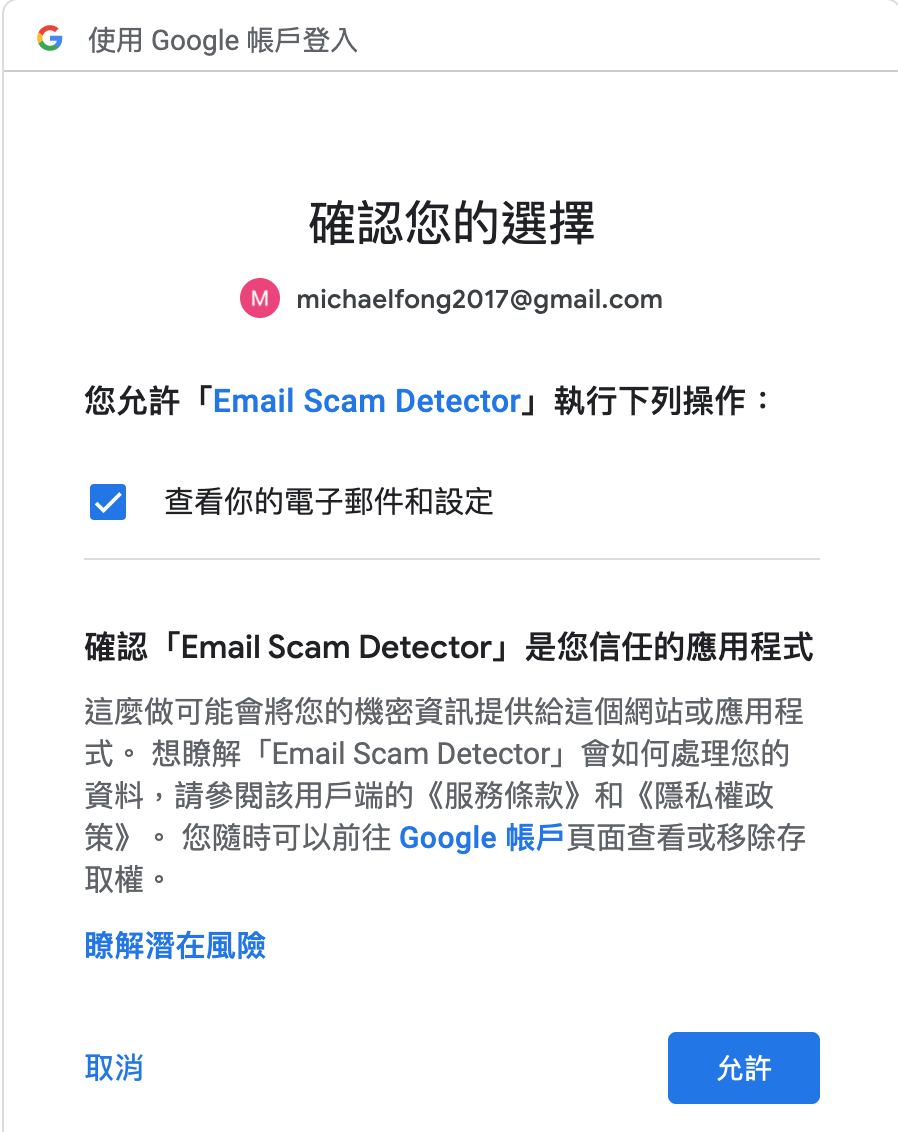 使用 Google 帳戶登入
確認您的選擇
M michaelfong2017@gmail.com
您允許「Email Scam Detector」執行下列操作：
查看你的電子郵件和設定
確認「Email Scam Detector」是您信任的應用程式
這麼做可能會將您的機密資訊提供給這個網站或應用程
式。 想瞭解「Email Scam Detector」會如何處理您的
資料，請參閱該用戶端的《服務條款》和《隱私權政
策》。 您隨時可以前往 Google 帳戶頁面查看或移除存
取權。
瞭解潛在風險
取消
允許